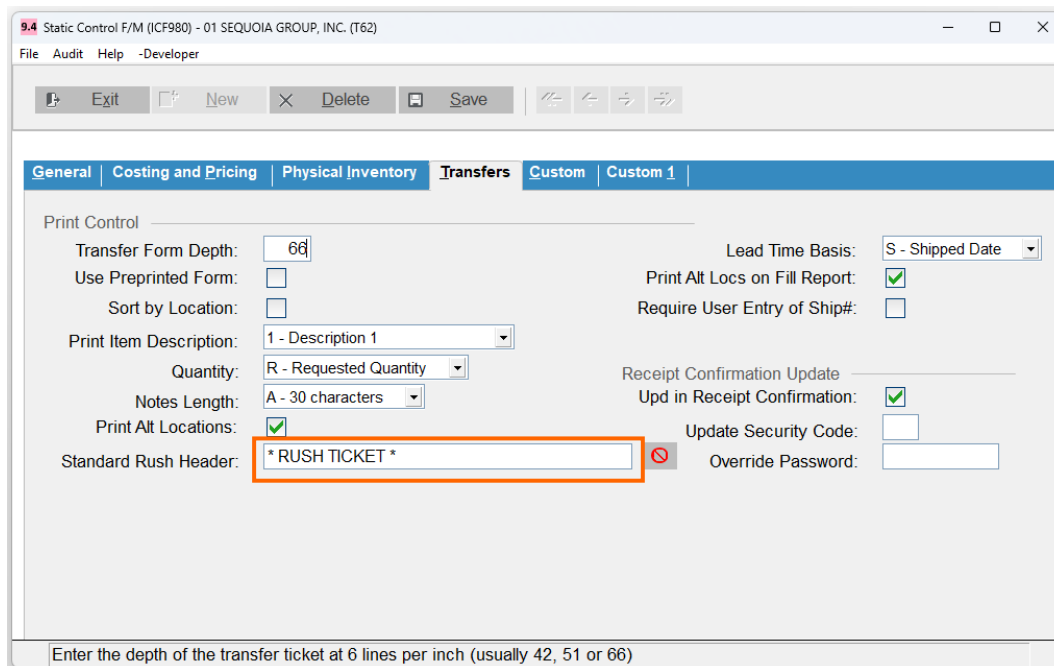 9.4 Static Control F/M (ICF980) - 01 SEQUOIA GROUP, INC. (T62)
File Audit Help -Developer
Exit New Delete Save
General Costing and Pricing Physical Inventory Transfers Custom Custom 1
Print Control
Transfer Form Depth: 66
Lead Time Basis: S - Shipped Date
Use Preprinted Form:
Print Alt Locs on Fill Report:
Sort by Location:
Require User Entry of Ship#:
Print Item Description: 1 - Description 1
Quantity: R - Requested Quantity
Receipt Confirmation Update
Notes Length: A - 30 characters
Upd in Receipt Confirmation:
Print Alt Locations:
Update Security Code:
Standard Rush Header: * RUSH TICKET *
Override Password:
Enter the depth of the transfer ticket at 6 lines per inch (usually 42, 51 or 66)